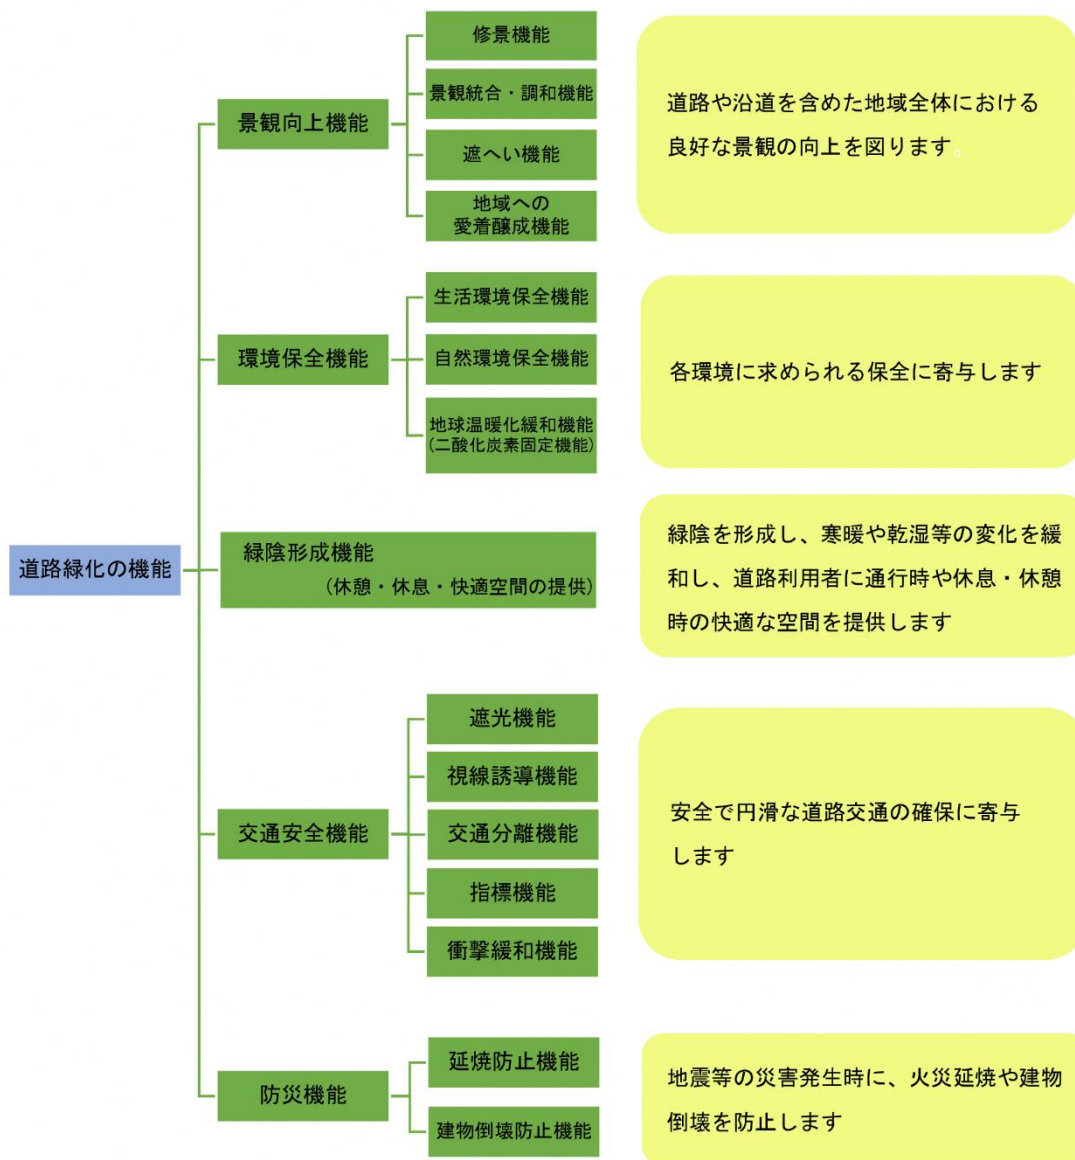 道路緑化の機能
景観向上機能
修景機能
景観統合・調和機能
遮へい機能
地域への
愛着醸成機能
道路や沿道を含めた地域全体における
良好な景観の向上を図ります。
環境保全機能
生活環境保全機能
自然環境保全機能
地球温暖化緩和機能
(二酸化炭素固定機能)
各環境に求められる保全に寄与します
緑陰形成機能
(休憩・休息・快適空間の提供)
緑陰を形成し、寒暖や乾湿等の変化を緩
和し、道路利用者に通行時や休息・休憩
時の快適な空間を提供します
交通安全機能
遮光機能
視線誘導機能
交通分離機能
指標機能
衝撃緩和機能
安全で円滑な道路交通の確保に寄与
します
防災機能
延焼防止機能
建物倒壊防止機能
地震等の災害発生時に、火災延焼や建物
倒壊を防止します